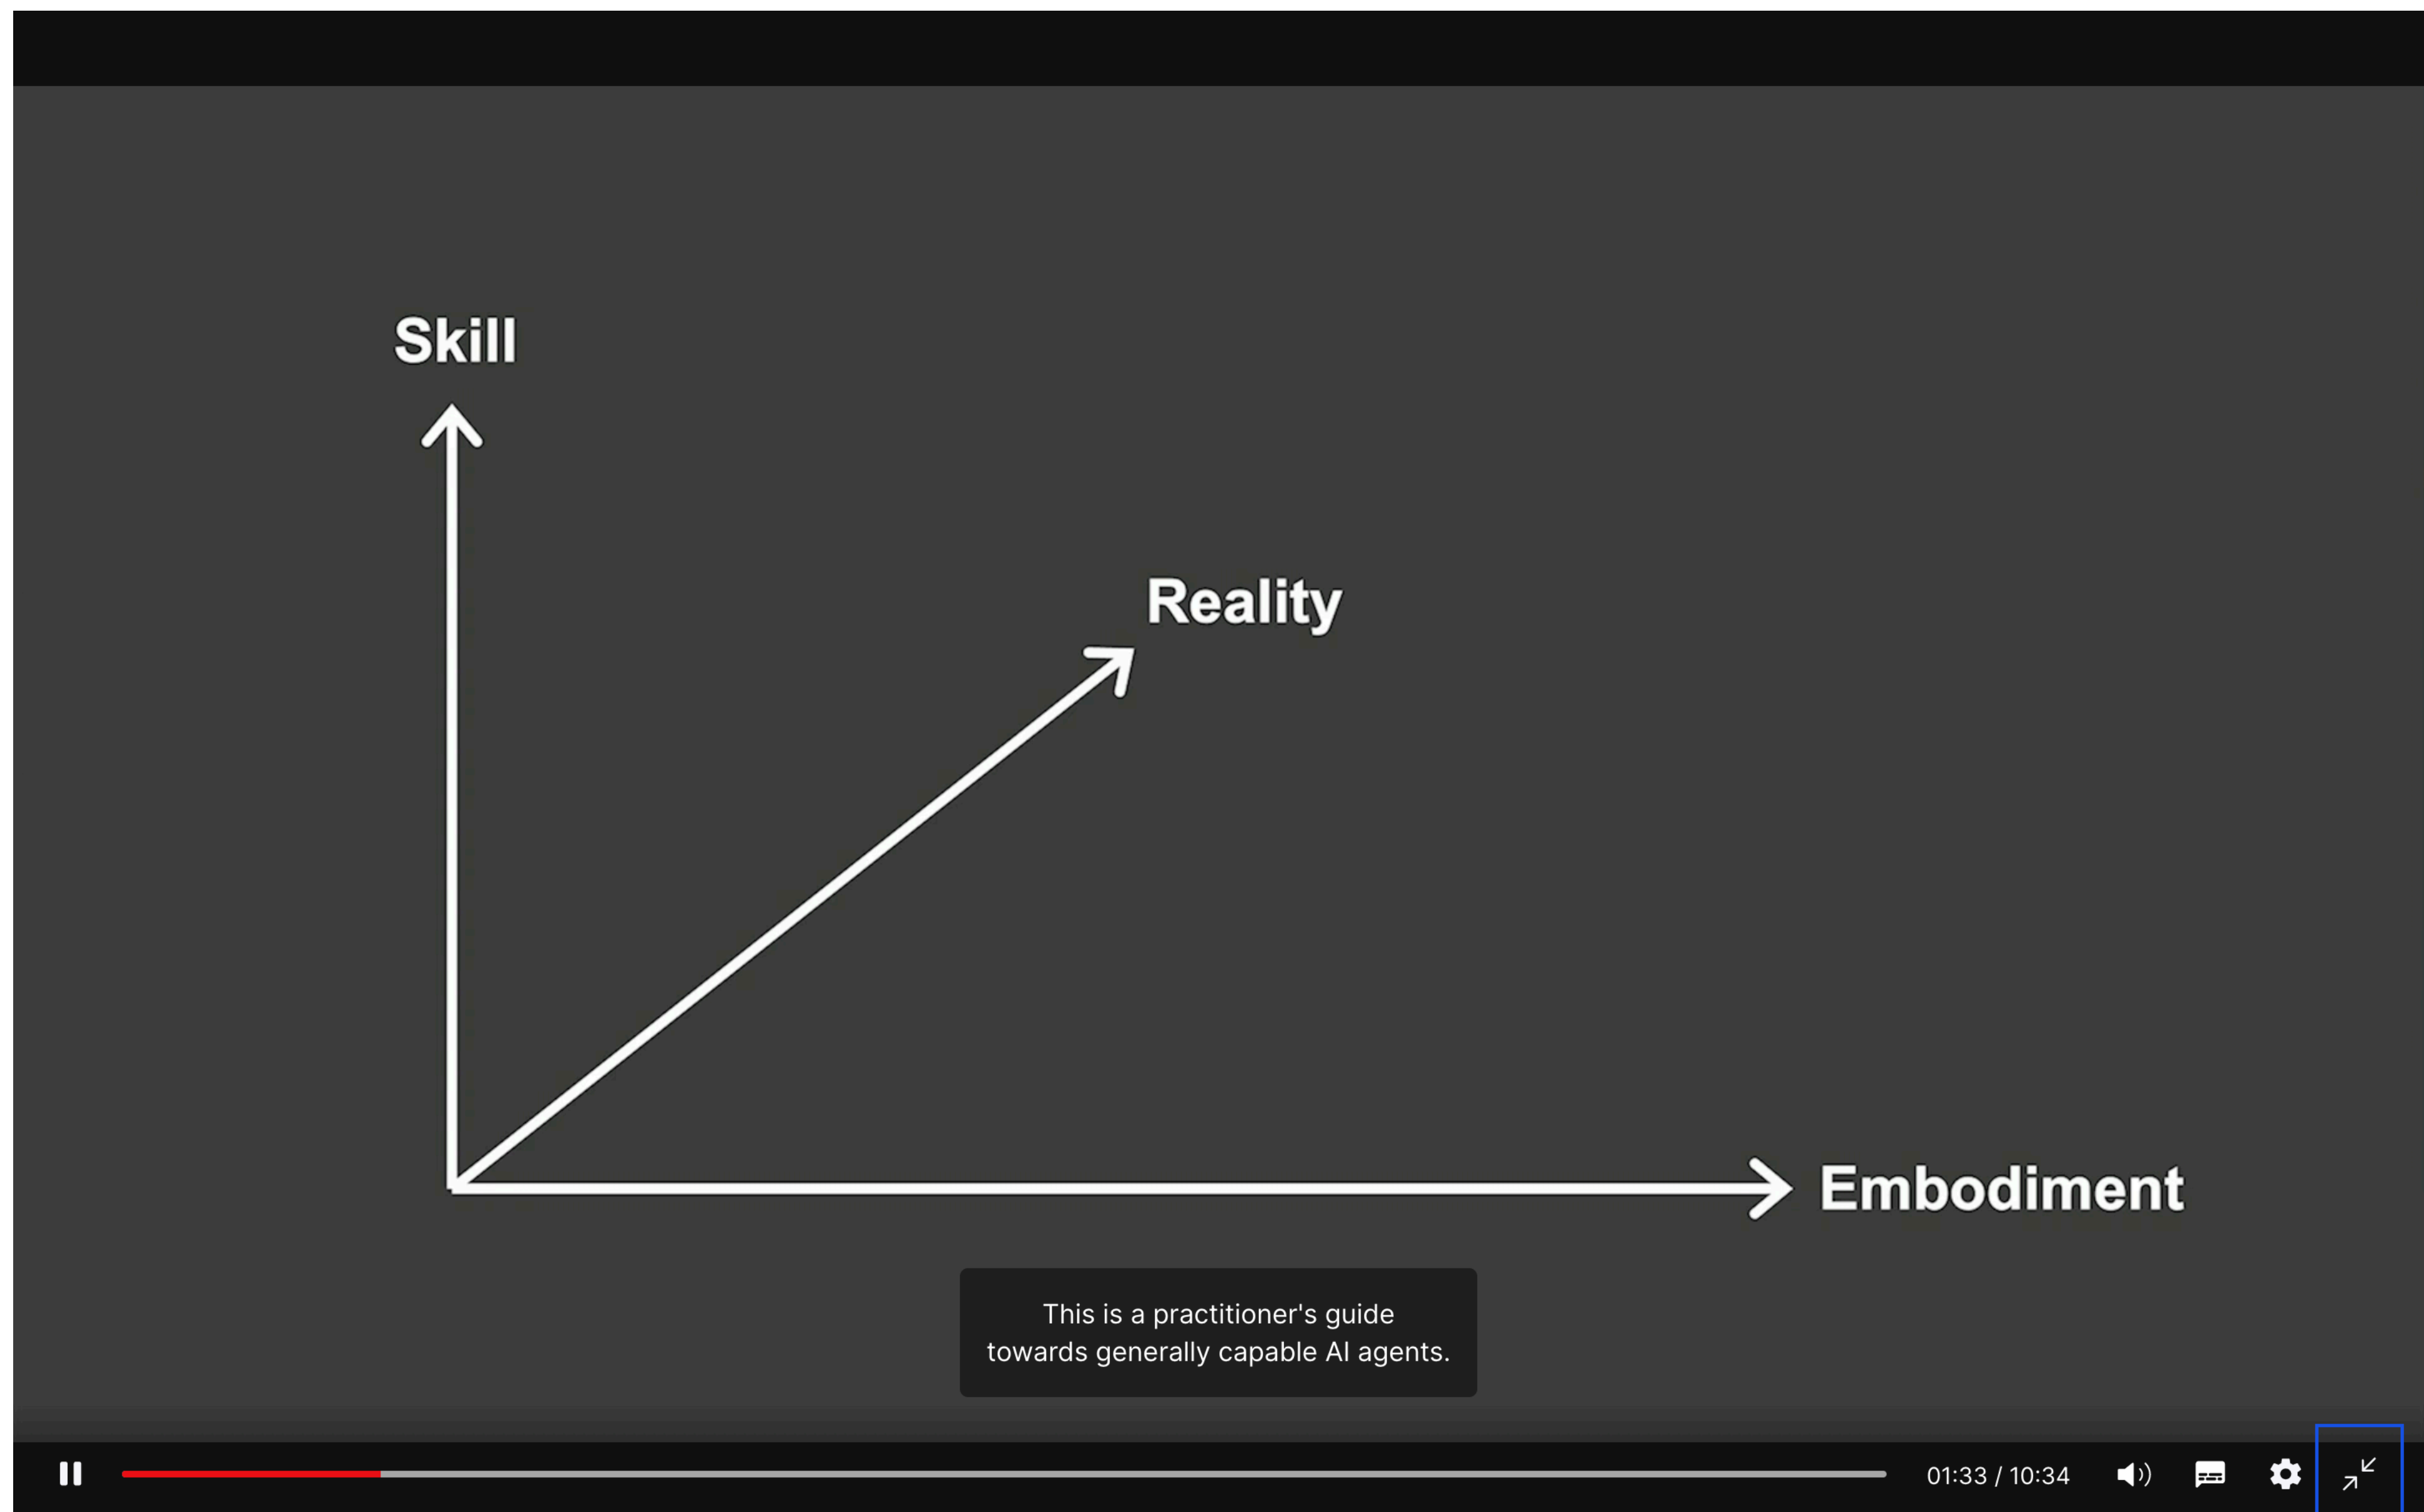 Skill
Reality
Embodiment
This is a practitioner's guide
towards generally capable AI agents.
01:33 / 10:34